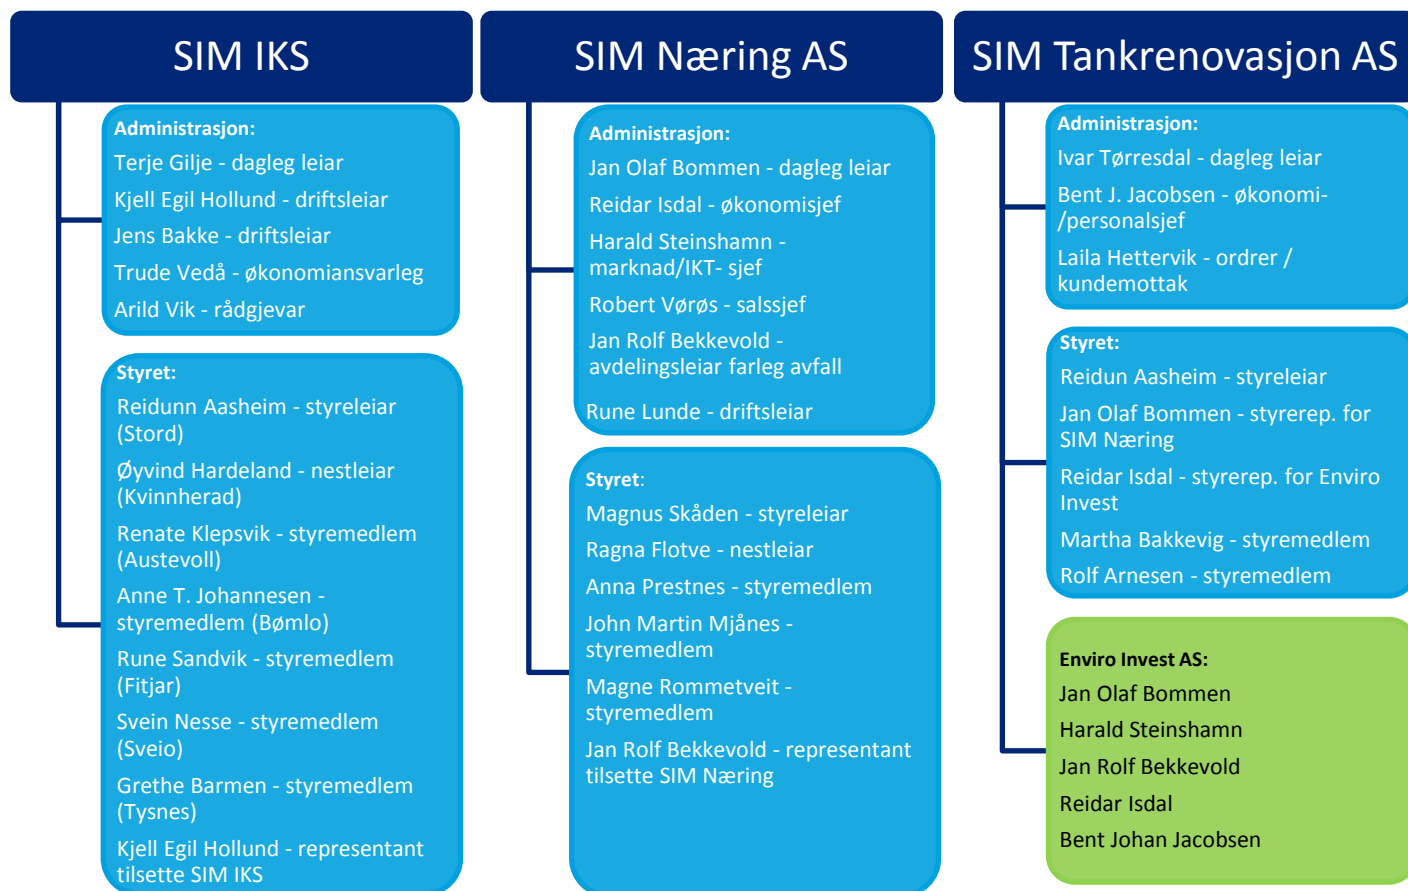 SIM IKS
Administrasjon:
Terje Gilje - dagleg leiar
Kjell Egil Hollund - driftsleiar
Jens Bakke - driftsleiar
Trude Vedå - økonomiansvarleg
Arild Vik - rådgjevar
Styret:
Reidunn Aasheim - styreleiar
(Stord)
Øyvind Hardeland - nestleiar
(Kvinnherad)
Renate Klepsvik - styremedlem
(Austevoll)
Anne T. Johannesen -
styremedlem (Bømlo)
Rune Sandvik - styremedlem
(Fitjar)
Svein Nesse - styremedlem
(Sveio)
Grethe Barmen - styremedlem
(Tysnes)
Kjell Egil Hollund - representant
tilsette SIM IKS
SIM Næring AS
Administrasjon:
Jan Olaf Bommen - dagleg leiar
Reidar Isdal - økonomisjef
Harald Steinshamn -
marknad/IKT- sjef
Robert Vørøs - salssjef
Jan Rolf Bekkevold -
avdelingsleiar farleg avfall
Rune Lunde - driftsleiar
Styret:
Magnus Skåden - styreleiar
Ragna Flotve - nestleiar
Anna Prestnes - styremedlem
John Martin Mjånes -
styremedlem
Magne Rommetveit -
styremedlem
Jan Rolf Bekkevold - representant
tilsette SIM Næring
SIM Tankrenovasjon AS
Administrasjon:
Ivar Tørresdal - dagleg leiar
Bent J. Jacobsen - økonomi-
/personalsjef
Laila Hettervik - ordrer /
kundemottak
Styret:
Reidun Aasheim - styreleiar
Jan Olaf Bommen - styrerep. for
SIM Næring
Reidar Isdal - styrerep. for Enviro
Invest
Martha Bakkevig - styremedlem
Rolf Arnesen - styremedlem
Enviro Invest AS:
Jan Olaf Bommen
Harald Steinshamn
Jan Rolf Bekkevold
Reidar Isdal
Bent Johan Jacobsen